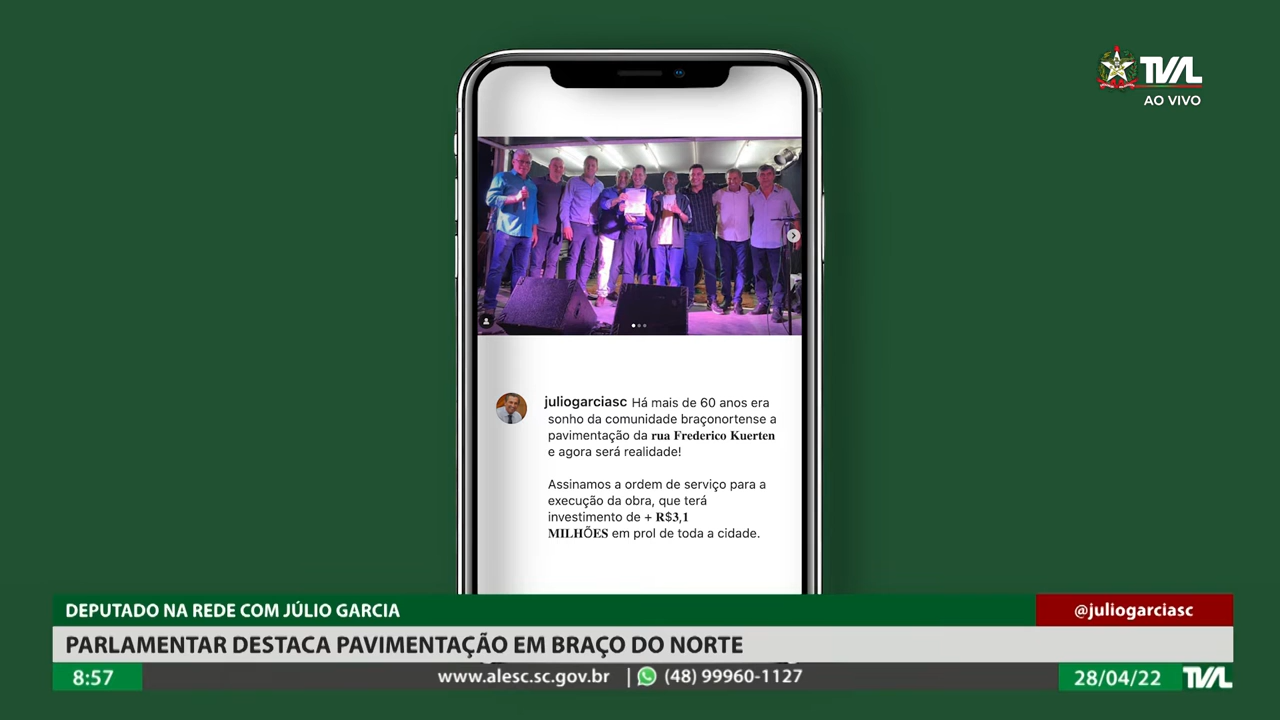 TVAL
AO VIVO
juliogarciasc Há mais de 60 anos era
sonho da comunidade braçonortense a
pavimentação da rua Frederico Kuerten
e agora será realidade!
Assinamos a ordem de serviço para a
execução da obra, que terá
investimento de + R$3,1
MILHÕES em prol de toda a cidade.
DEPUTADO NA REDE COM JÚLIO GARCIA
@juliogarciasc
PARLAMENTAR DESTACA PAVIMENTAÇÃO EM BRAÇO DO NORTE
8:57
www.alesc.sc.gov.br | (48) 99960-1127
28/04/22
TVAL